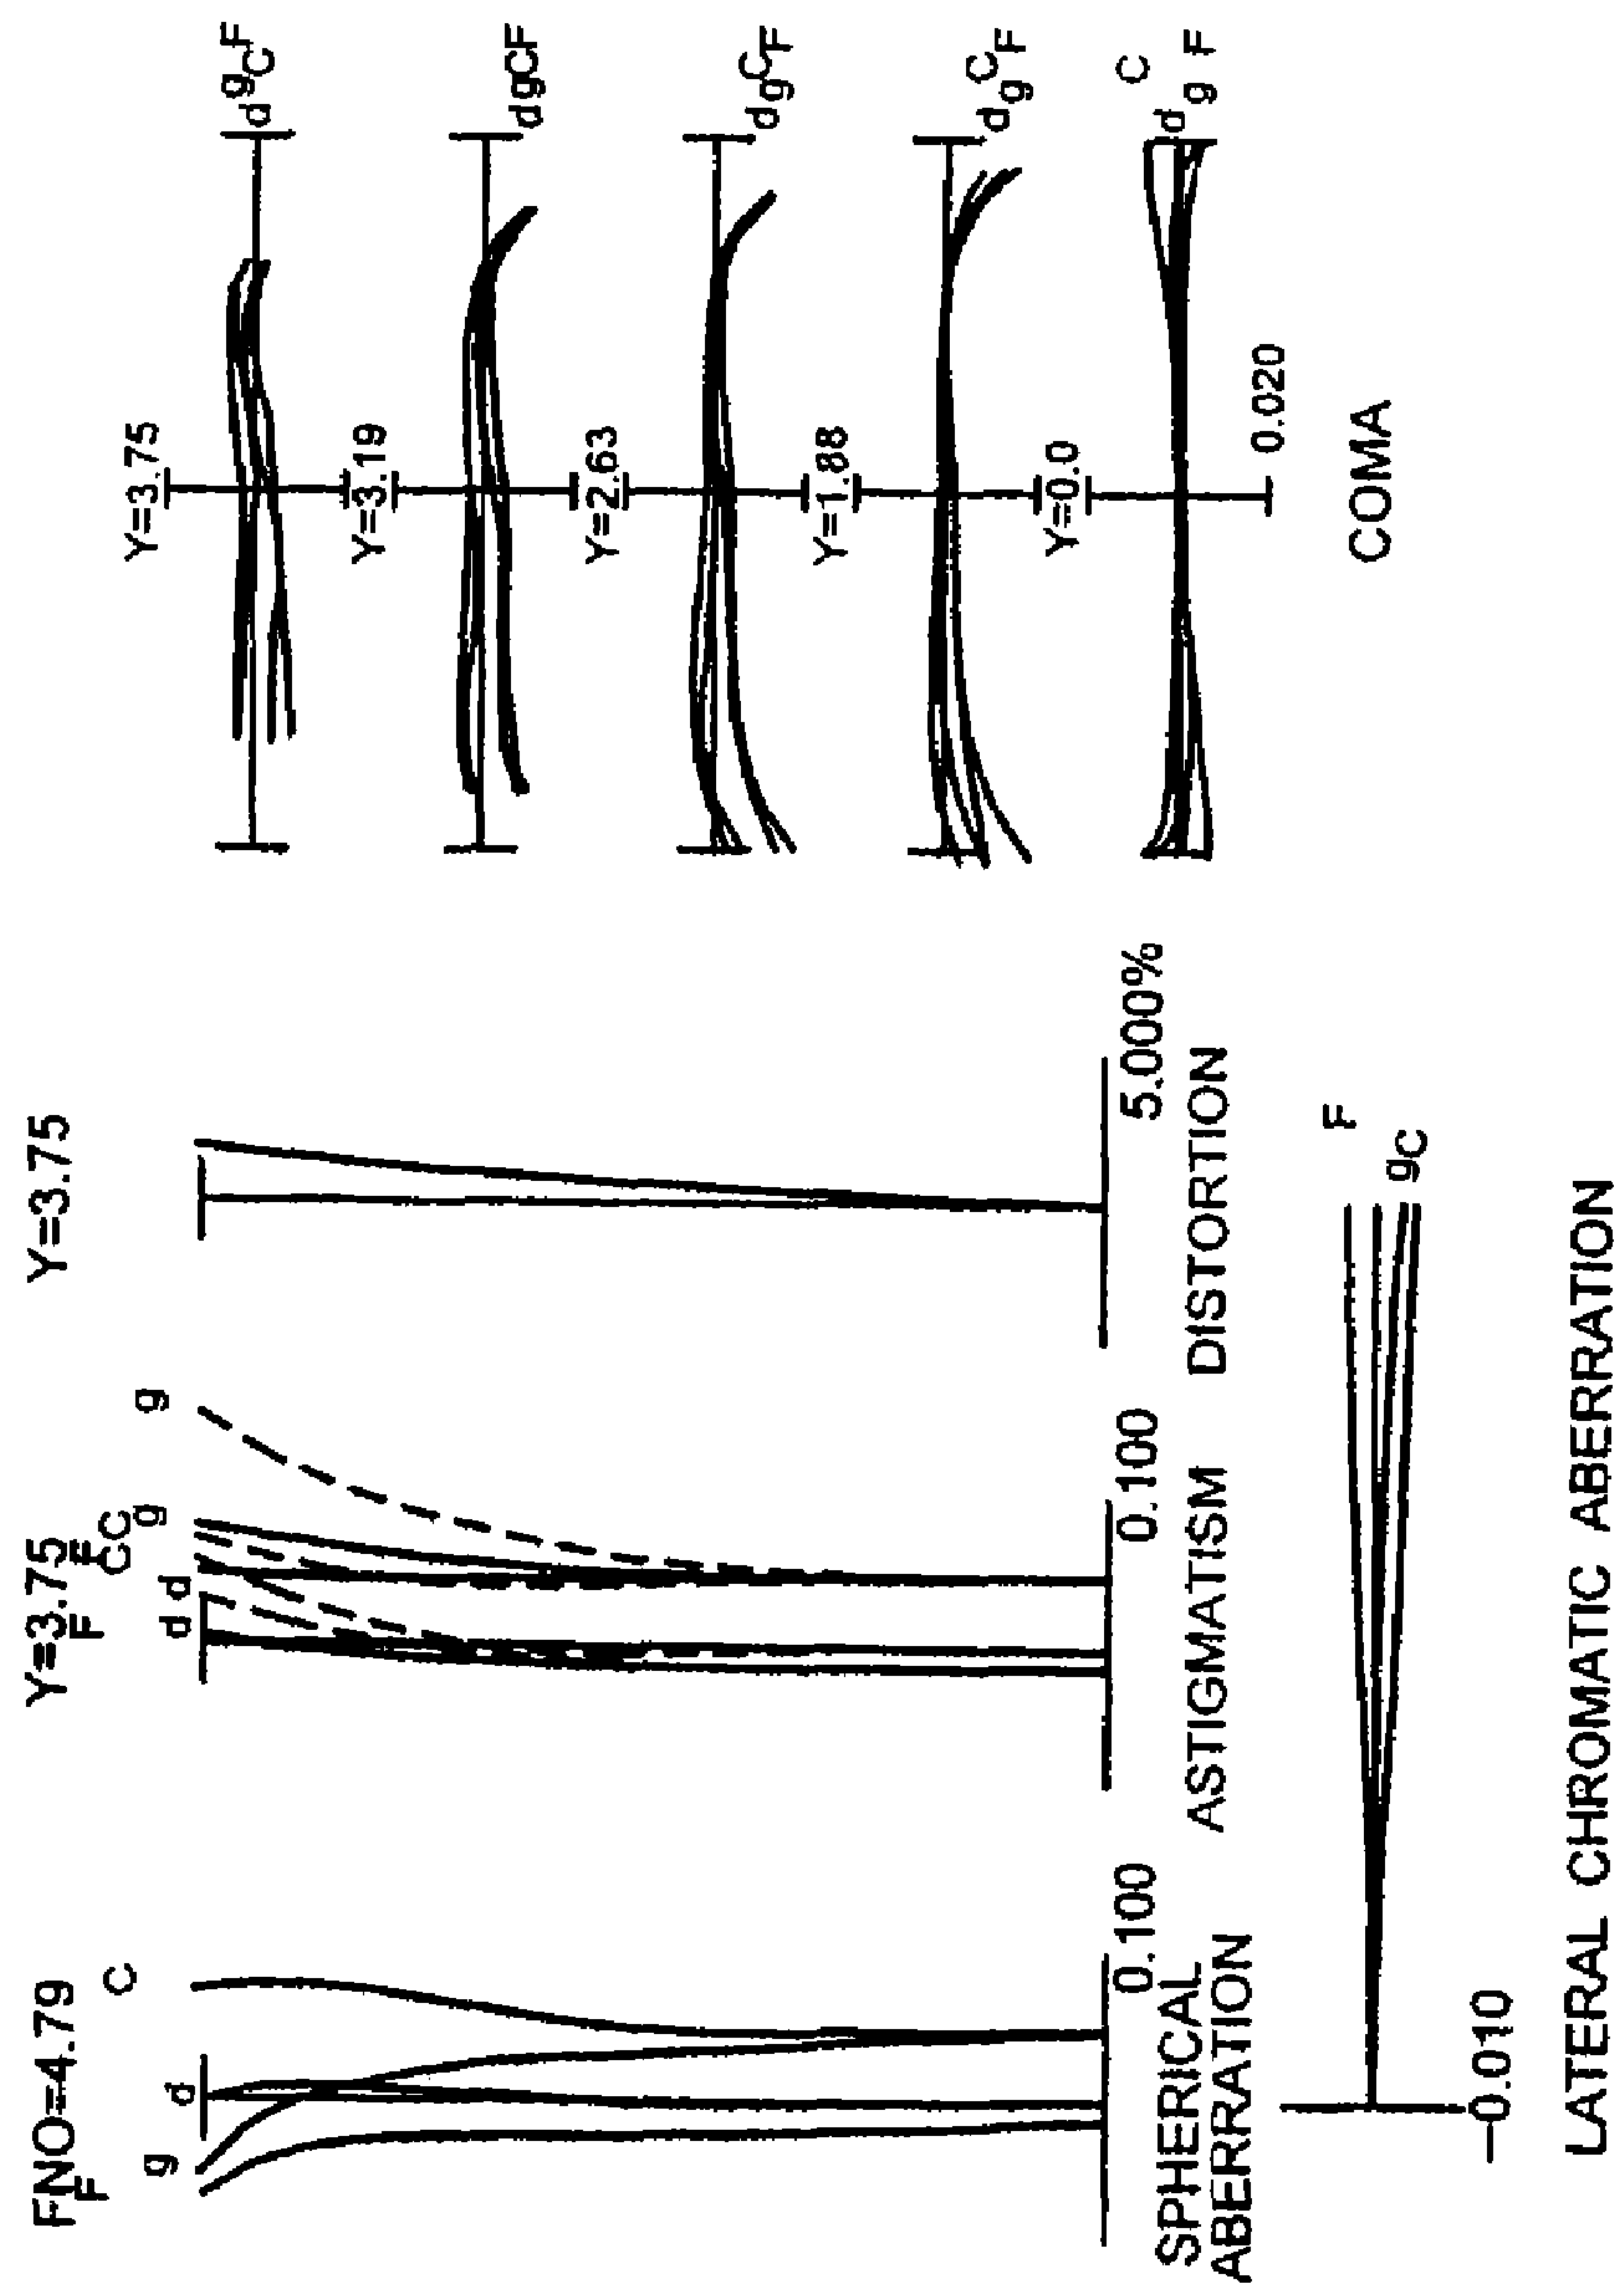 FNO=4.79
F
g
d
C
0.100
SPHERICAL
ABERRATION
Y=3.75
F
F
C
C
d
d
g
g
0.100
ASTIGMATISM
Y=3.75
5.000%
DISTORTION
Y=3.75
d
g
C
F
Y=3.19
d
g
C
F
Y=2.63
d
g
C
F
Y=1.88
d
g
C
F
Y=0.0
C
d
g
F
0.020
COMA
F
g
C
-0.010
LATERAL CHROMATIC ABERRATION